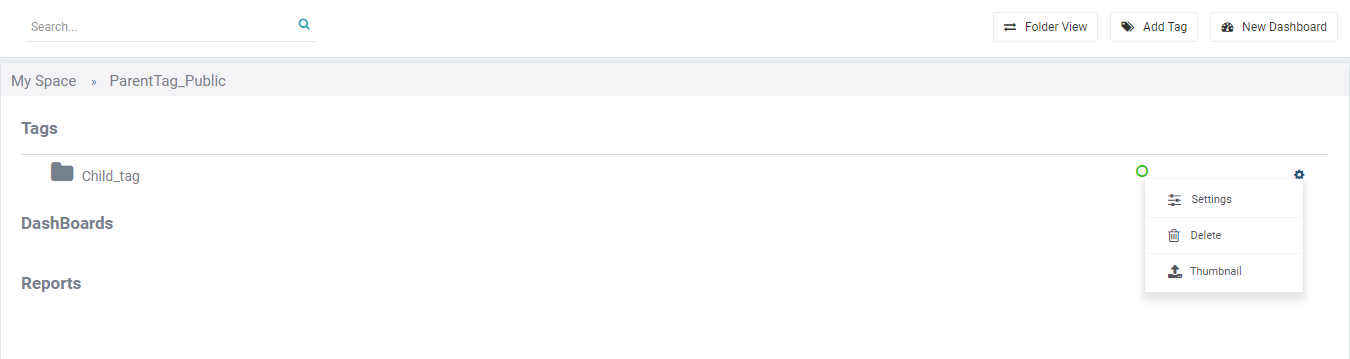 Search...
Folder View
Add Tag
New Dashboard
My Space » ParentTag_Public
Tags
Child_tag
Settings
DashBoards
Delete
Thumbnail
Reports